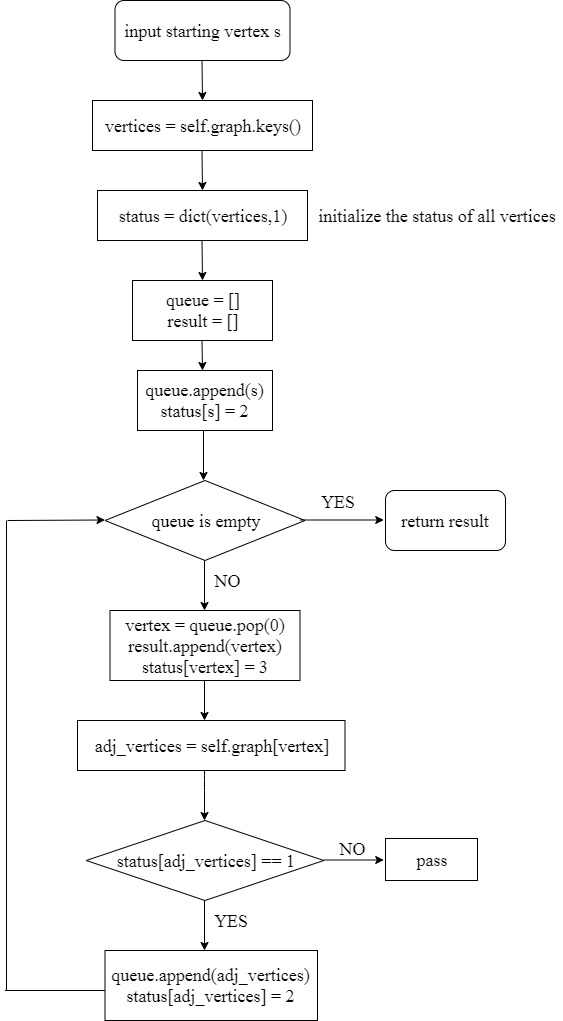 input starting vertex s
vertices = self.graph.keys()
status = dict(vertices,1)
initialize the status of all vertices
queue = []
result = []
queue.append(s)
status[s] = 2
queue is empty
YES
return result
NO
vertex = queue.pop(0)
result.append(vertex)
status[vertex] = 3
adj_vertices = self.graph[vertex]
status[adj_vertices] == 1
NO
pass
YES
queue.append(adj_vertices)
status[adj_vertices] = 2